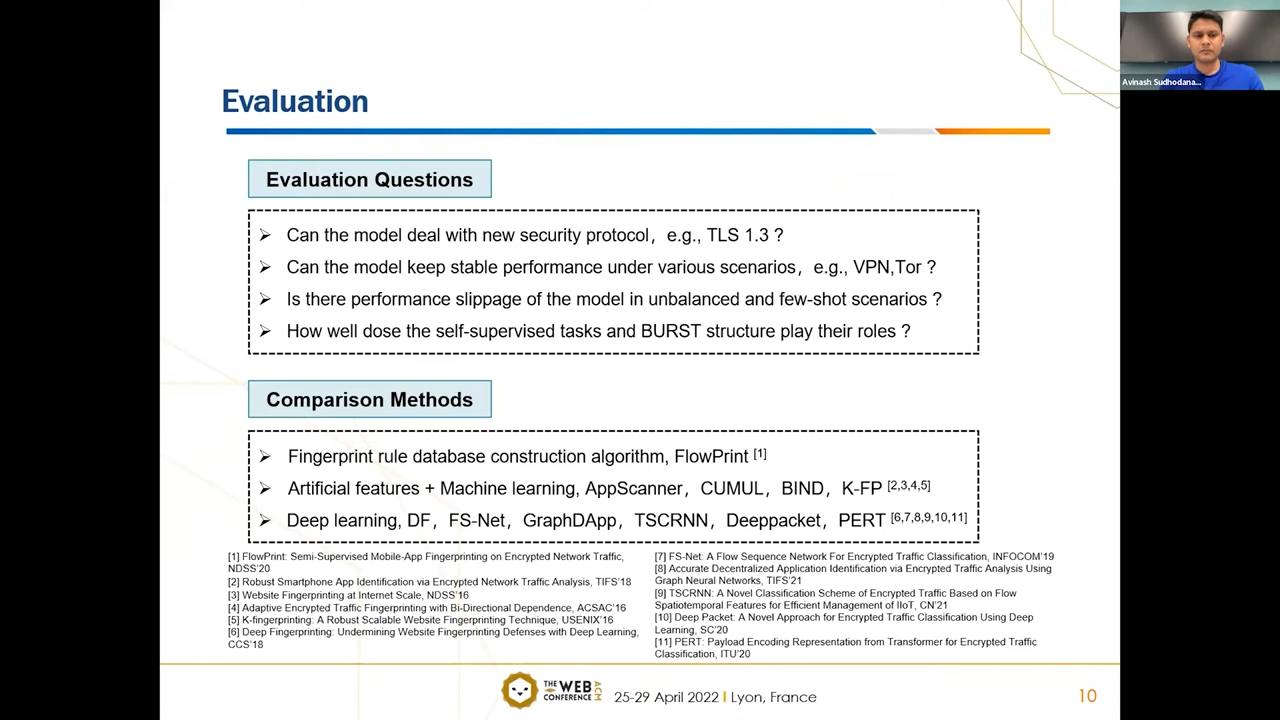 Evaluation
Evaluation Questions
➢ Can the model deal with new security protocol，e.g., TLS 1.3 ?
➢ Can the model keep stable performance under various scenarios，e.g., VPN,Tor ?
➢ Is there performance slippage of the model in unbalanced and few-shot scenarios ?
➢ How well dose the self-supervised tasks and BURST structure play their roles ?
Comparison Methods
➢ Fingerprint rule database construction algorithm, FlowPrint [1]
➢ Artificial features + Machine learning, AppScanner，CUMUL，BIND，K-FP [2,3,4,5]
➢ Deep learning, DF，FS-Net，GraphDApp，TSCRNN，Deeppacket，PERT [6,7,8,9,10,11]
[1] FlowPrint: Semi-Supervised Mobile-App Fingerprinting on Encrypted Network Traffic,
NDSS'20
[2] Robust Smartphone App Identification via Encrypted Network Traffic Analysis, TIFS'18
[3] Website Fingerprinting at Internet Scale, NDSS'16
[4] Adaptive Encrypted Traffic Fingerprinting with Bi-Directional Dependence, ACSAC'16
[5] K-fingerprinting: A Robust Scalable Website Fingerprinting Technique, USENIX'16
[6] Deep Fingerprinting: Undermining Website Fingerprinting Defenses with Deep Learning,
CCS'18
[7] FS-Net: A Flow Sequence Network For Encrypted Traffic Classification, INFOCOM'19
[8] Accurate Decentralized Application Identification via Encrypted Traffic Analysis Using
Graph Neural Networks, TIFS'21
[9] TSCRNN: A Novel Classification Scheme of Encrypted Traffic Based on Flow
Spatiotemporal Features for Efficient Management of IIoT, CN'21
[10] Deep Packet: A Novel Approach for Encrypted Traffic Classification Using Deep
Learning, SC'20
[11] PERT: Payload Encoding Representation from Transformer for Encrypted Traffic
Classification, ITU'20
THE WEB CONFERENCE ACM
25-29 April 2022 I Lyon, France
10
Avinash Sudhodana...